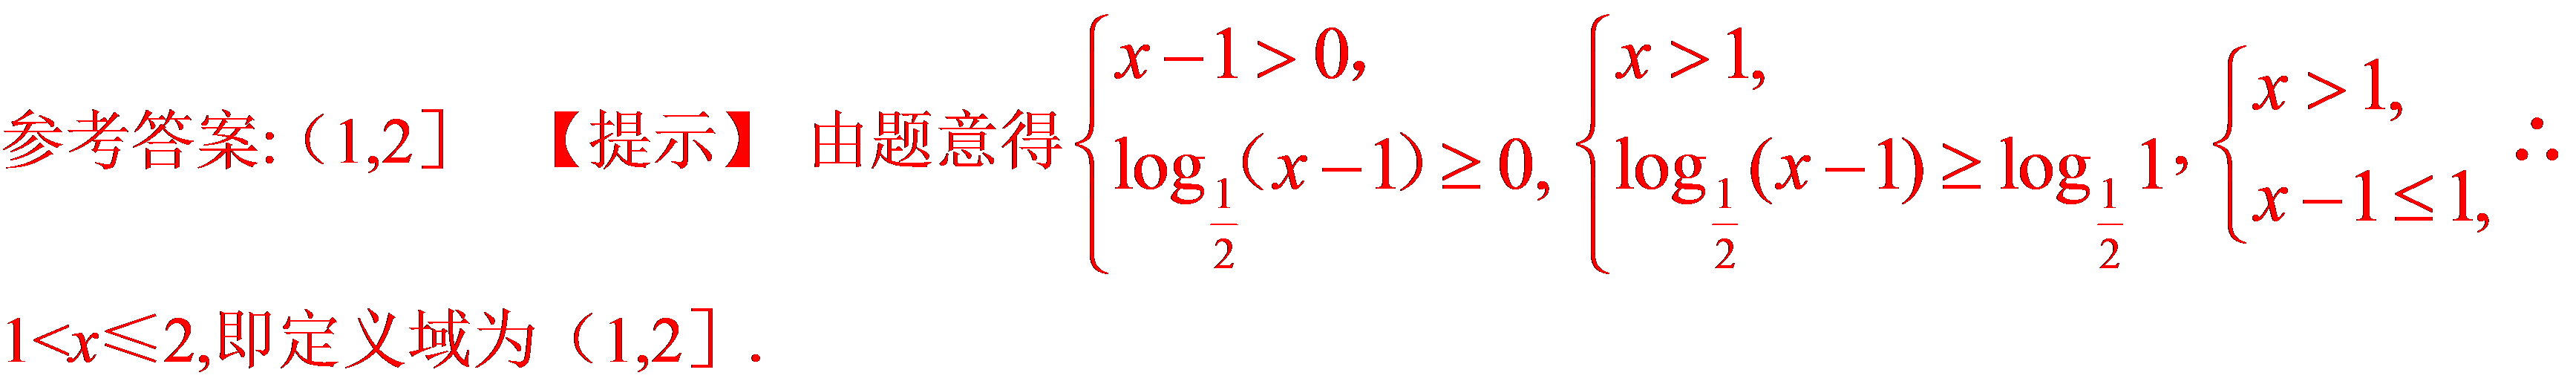 参考答案:（1,2］ 【提示】 由题意得 $\begin{cases} x-1>0, \\ \log_{\frac{1}{2}}(x-1)\geq 0, \end{cases}$ $\begin{cases} x>1, \\ \log_{\frac{1}{2}}(x-1)\geq \log_{\frac{1}{2}}1, \end{cases}$ $\begin{cases} x>1, \\ x-1\leq 1, \end{cases}$ ∴
1<x≤2,即定义域为（1,2］.